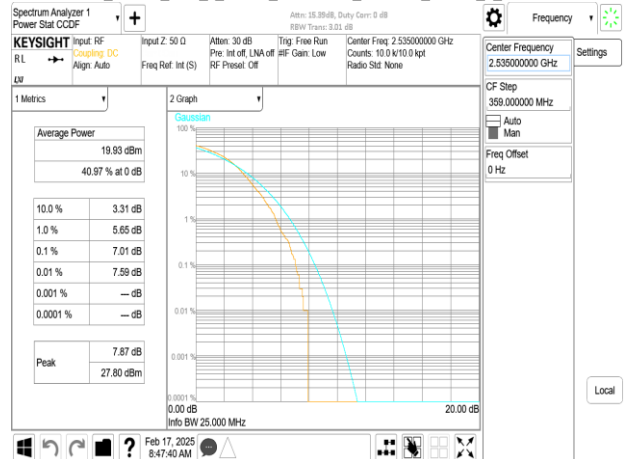 Spectrum Analyzer 1
Power Stat CCDF
Attn: 15.39dB, Duty Corr: 0 dB
RBW Trans: 3.01 dB
Frequency
KEYSIGHT
RL
LXI
Input: RF
Coupling: DC
Align: Auto
Input Z: 50 Ω
Freq Ref: Int (S)
Atten: 30 dB
Pre: Int off, LNA off
RF Presel: Off
Trig: Free Run
#IF Gain: Low
Center Freq: 2.535000000 GHz
Counts: 10.0 k/10.0 kpt
Radio Std: None
Center Frequency
2.535000000 GHz
Settings
CF Step
359.000000 MHz
Auto
Man
Freq Offset
0 Hz
1 Metrics
Average Power
19.93 dBm
40.97 % at 0 dB
10.0 % 3.31 dB
1.0 % 5.65 dB
0.1 % 7.01 dB
0.01 % 7.59 dB
0.001 % — dB
0.0001 % — dB
Peak
7.87 dB
27.80 dBm
2 Graph
Gaussian
100 %
10 %
1 %
0.1 %
0.01 %
0.001 %
0.0001 %
0.00 dB 20.00 dB
Info BW 25.000 MHz
Local
?
Feb 17, 2025
8:47:40 AM